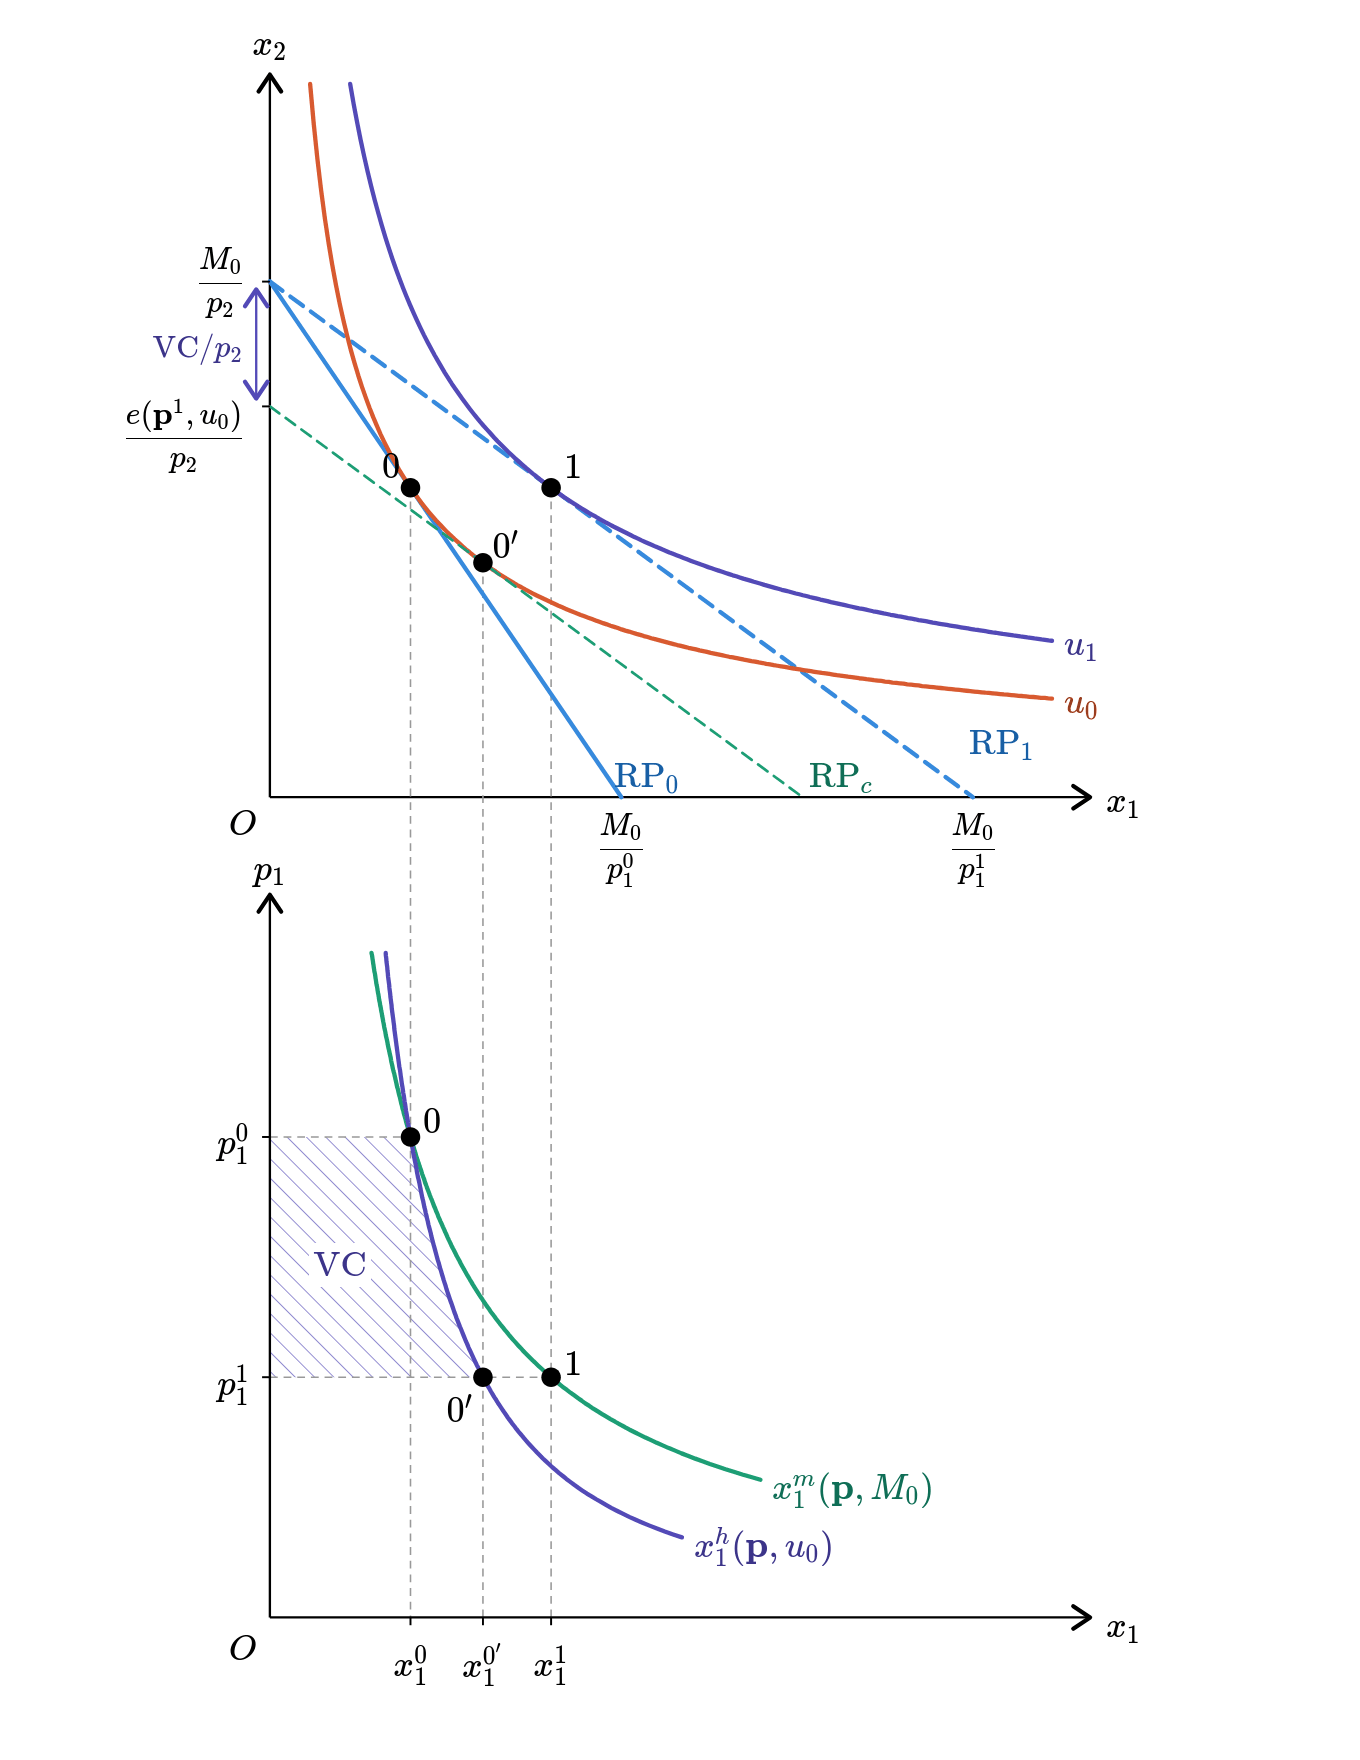 x₂
M₀
p₂
VC/p₂
e(𝐩¹, u₀)
p₂
0
1
0′
u₁
u₀
RP₁
RP₀
RP_c
x₁
O
M₀
p₁⁰
M₀
p₁¹
p₁
0
p₁⁰
VC
1
p₁¹
0′
x₁ᵐ(𝐩, M₀)
x₁ʰ(𝐩, u₀)
x₁
O
x₁⁰
x₁⁰′
x₁¹